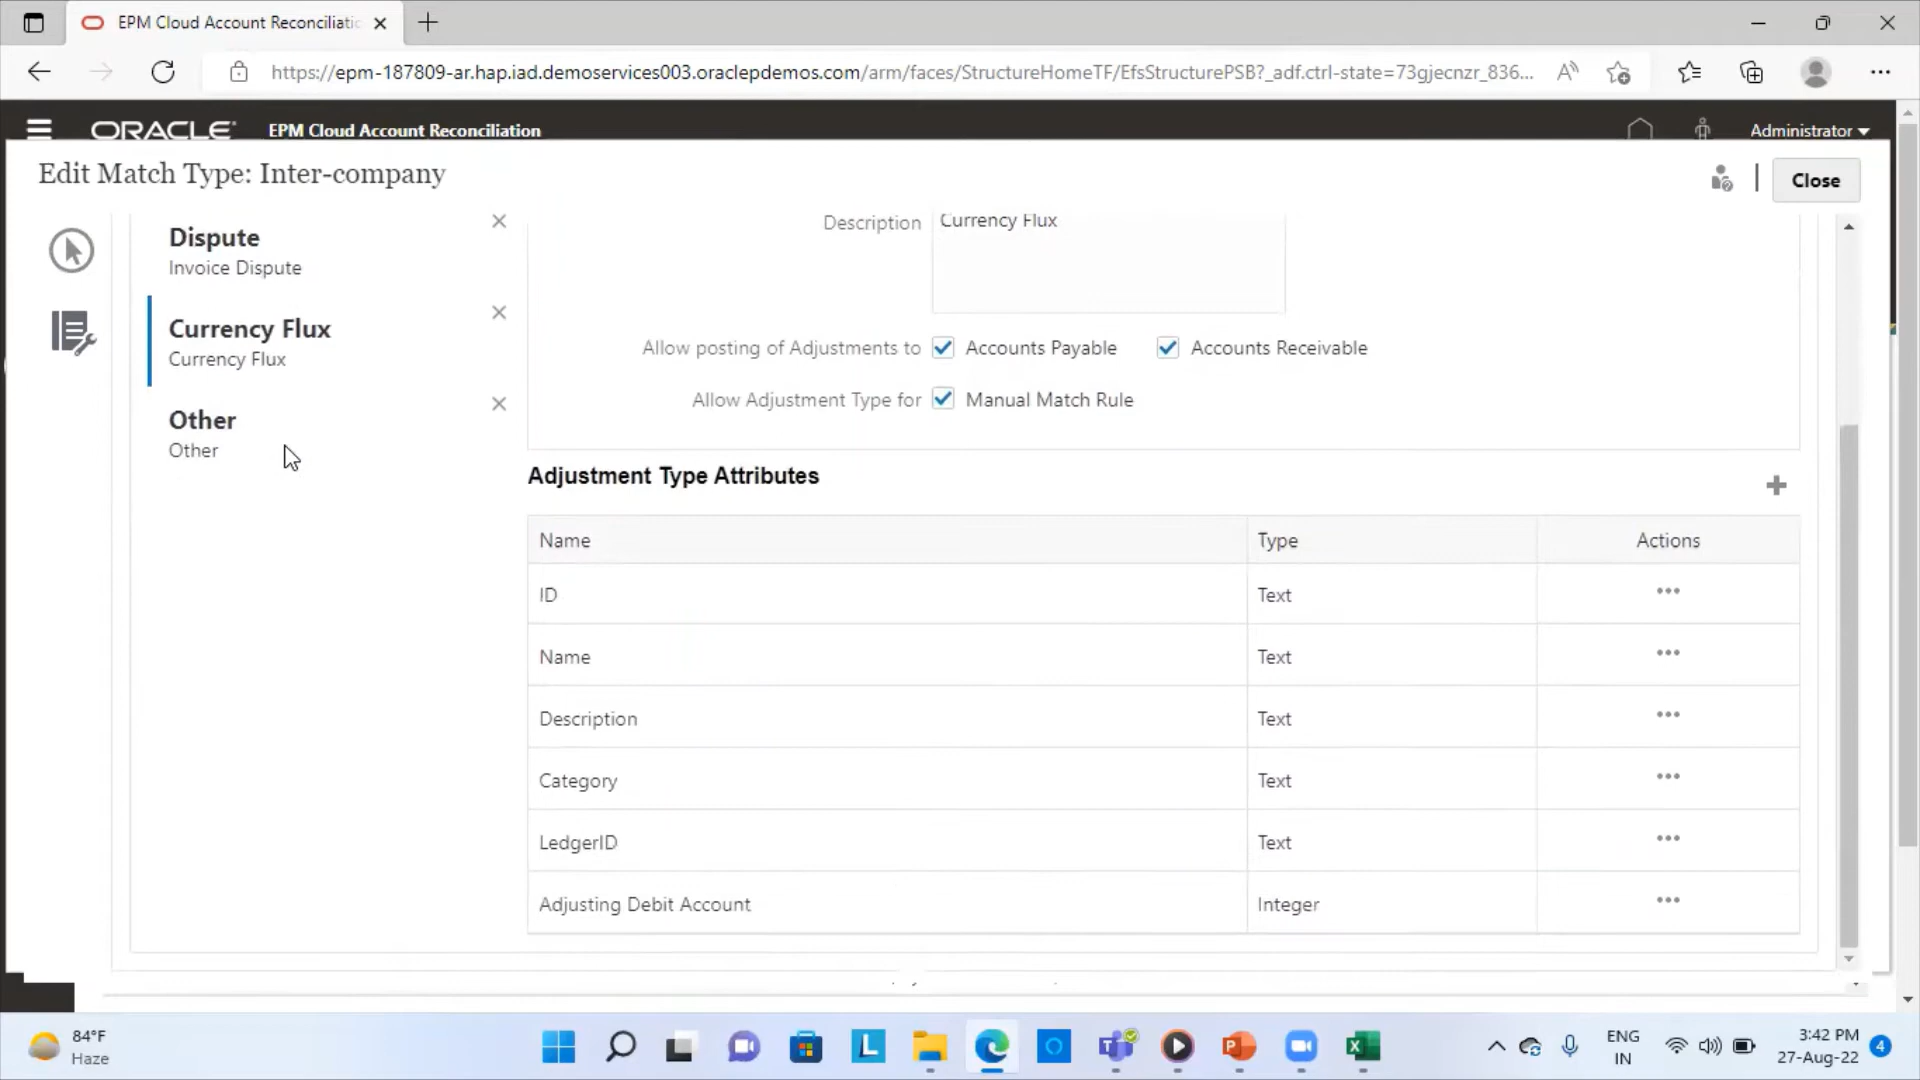 EPM Cloud Account Reconciliatic
https://epm-187809-ar.hap.iad.demoservices003.oraclepdemos.com/arm/faces/StructureHomeTF/EfsStructurePSB?_adf.ctrl-state=73gjecnzr_836...
ORACLE EPM Cloud Account Reconciliation Administrator
Edit Match Type: Inter-company
Close
Dispute
Invoice Dispute
Currency Flux
Currency Flux
Other
Other
Description Currency Flux
Allow posting of Adjustments to Accounts Payable Accounts Receivable
Allow Adjustment Type for Manual Match Rule
Adjustment Type Attributes
Name Type Actions
ID Text
Name Text
Description Text
Category Text
LedgerID Text
Adjusting Debit Account Integer
84°F
Haze
ENG
IN
3:42 PM
27-Aug-22
4